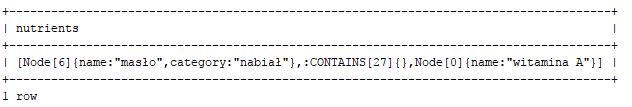 +----------------------------------------------------------------------------------------+
| nutrients |
+----------------------------------------------------------------------------------------+
| [Node[6]{name:"masło",category:"nabiał"},:CONTAINS[27]{},Node[0]{name:"witamina A"}] |
+----------------------------------------------------------------------------------------+
1 row